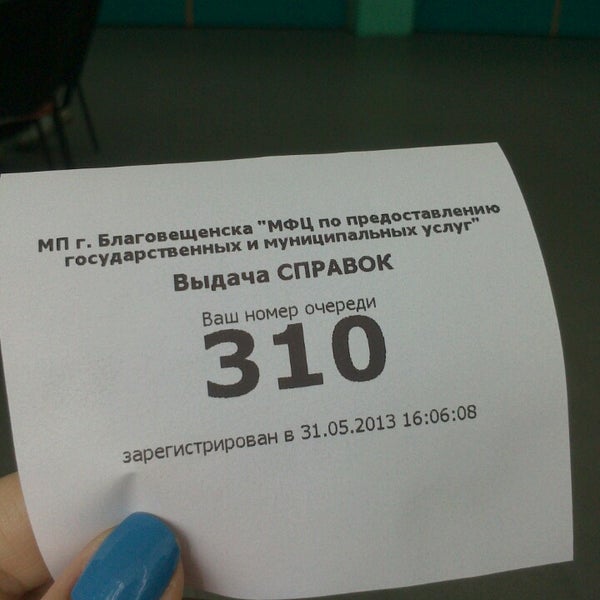 МП г. Благовещенска "МФЦ по предоставлению
государственных и муниципальных услуг"
Выдача СПРАВОК
Ваш номер очереди
310
зарегистрирован в 31.05.2013 16:06:08